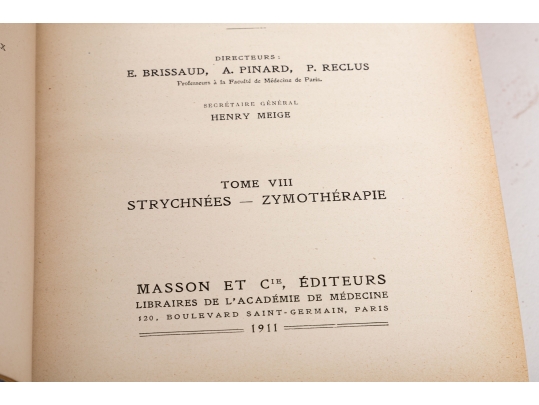 DIRECTEURS :
E. BRISSAUD, A. PINARD, P. RECLUS
Professeurs à la Faculté de Médecine de Paris.
SECRÉTAIRE GÉNÉRAL
HENRY MEIGE
TOME VIII
STRYCHNÉES — ZYMOTHÉRAPIE
MASSON ET CIE, ÉDITEURS
LIBRAIRES DE L'ACADÉMIE DE MÉDECINE
120, BOULEVARD SAINT-GERMAIN, PARIS
1911